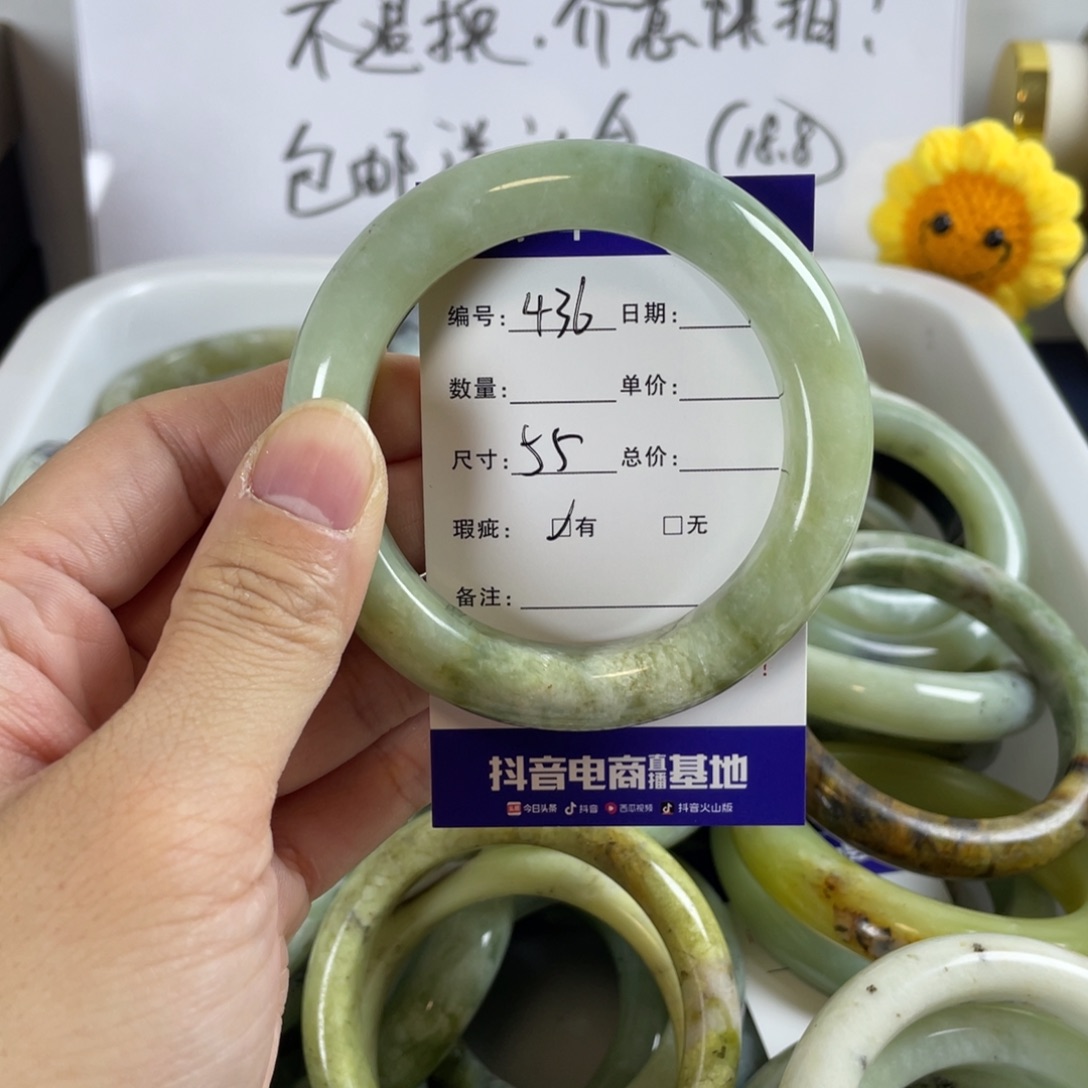 不退换.介意慎拍!
包邮送
(18.8)
编号: 436 日期:
数量: 单价:
尺寸: 55 总价:
瑕疵: ☑有 □无
备注:
!
抖音电商直播基地
今日头条 抖音 西瓜视频 抖音火山版